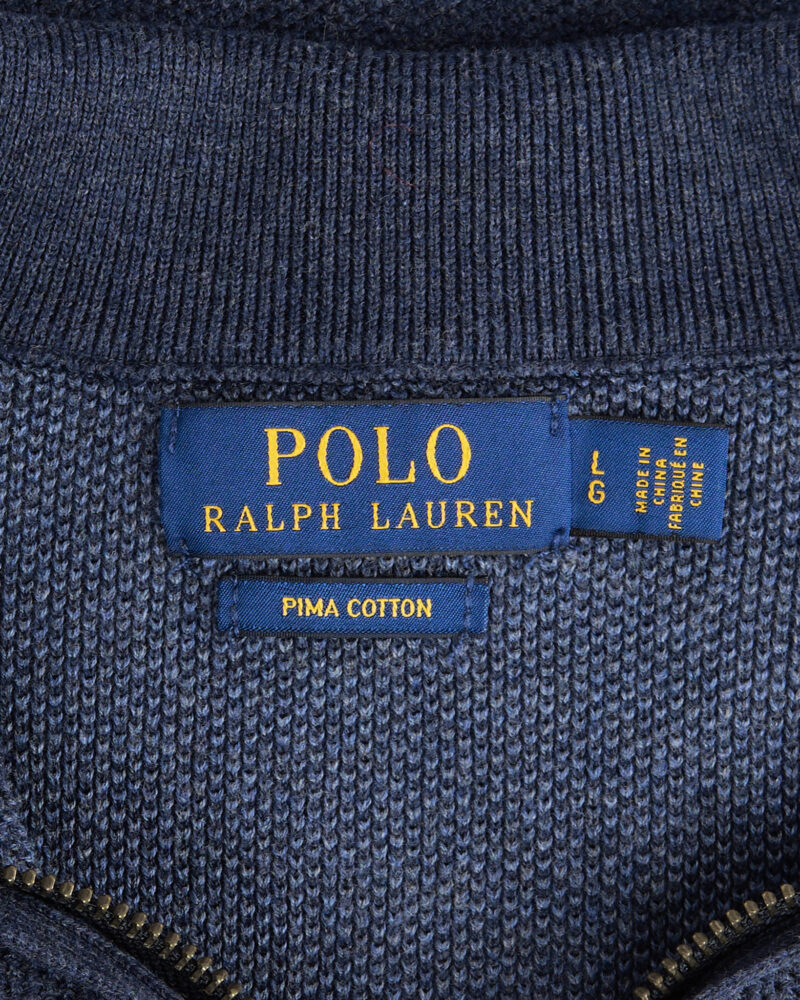 POLO
RALPH LAUREN
L
G
MADE IN
CHINA
FABRIQUÉ EN
CHINE
PIMA COTTON